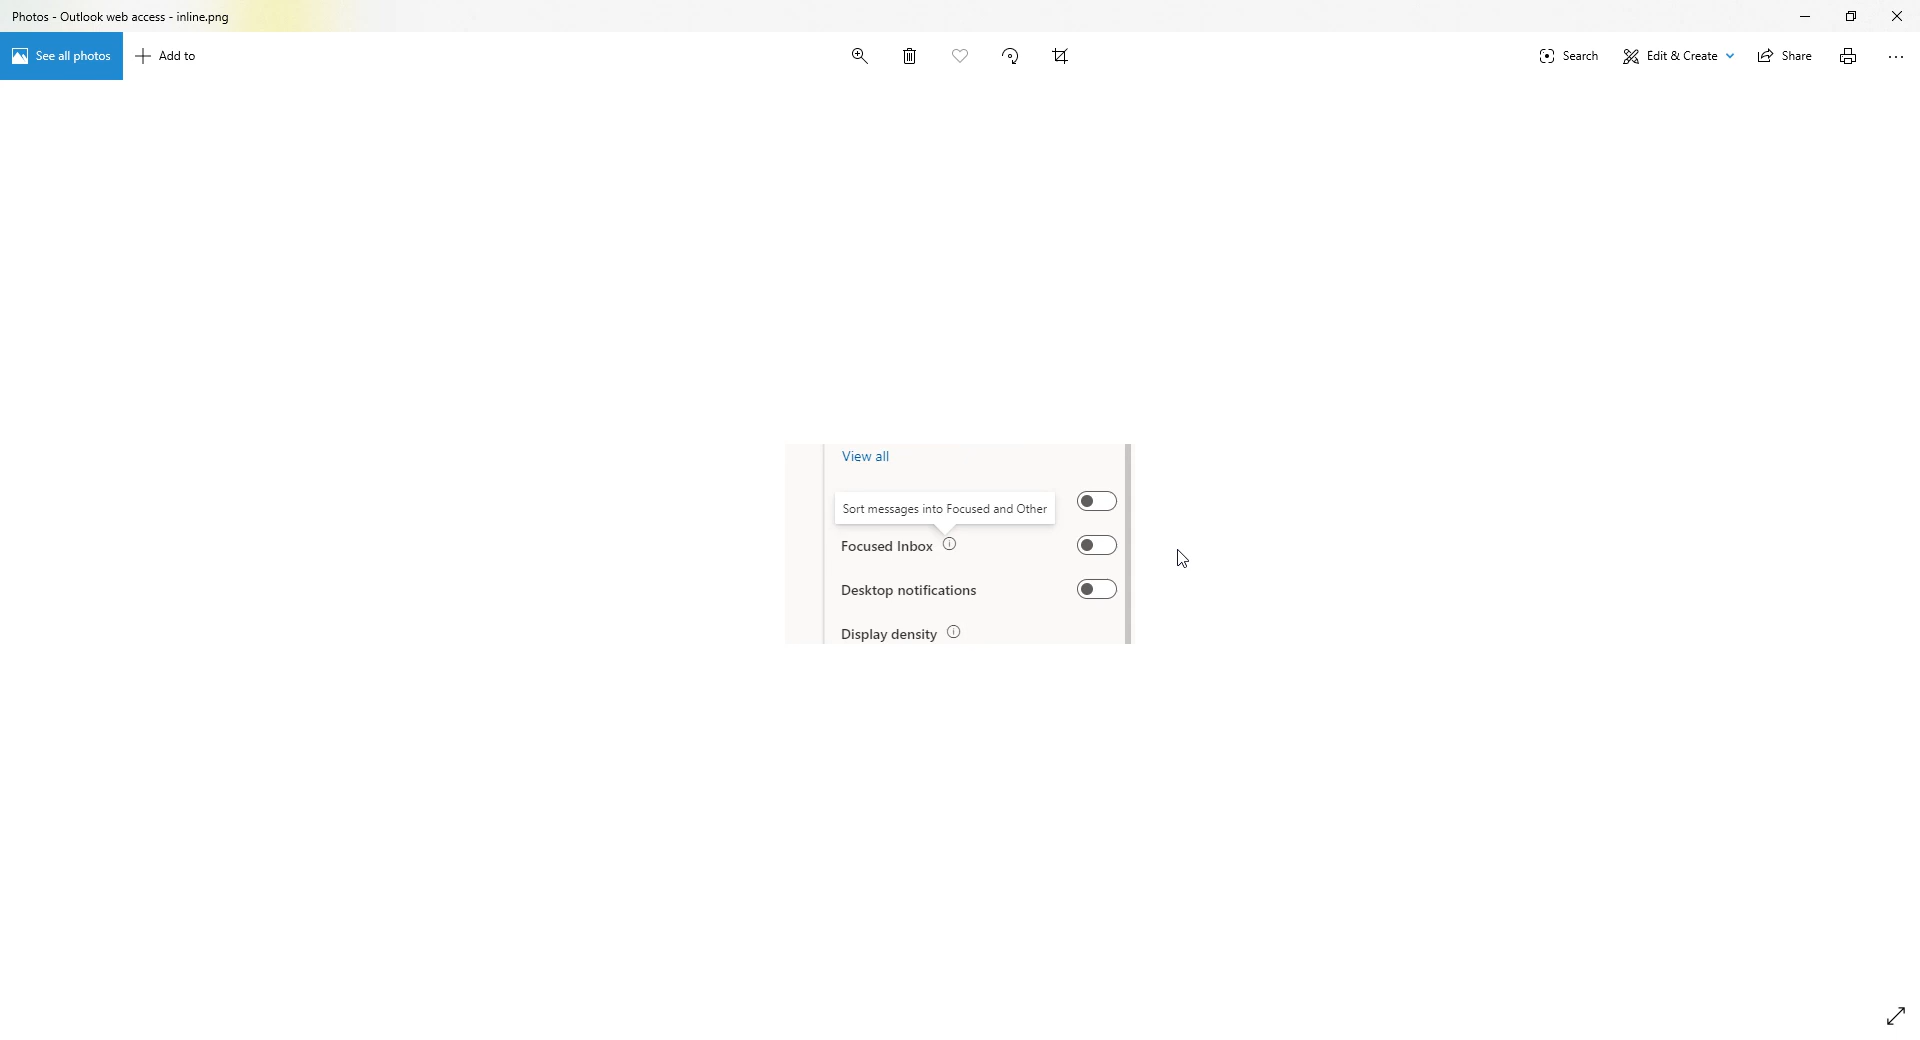 Photos - Outlook web access - inline.png
See all photos
Add to
Search
Edit & Create
Share
View all
Sort messages into Focused and Other
Focused Inbox
Desktop notifications
Display density